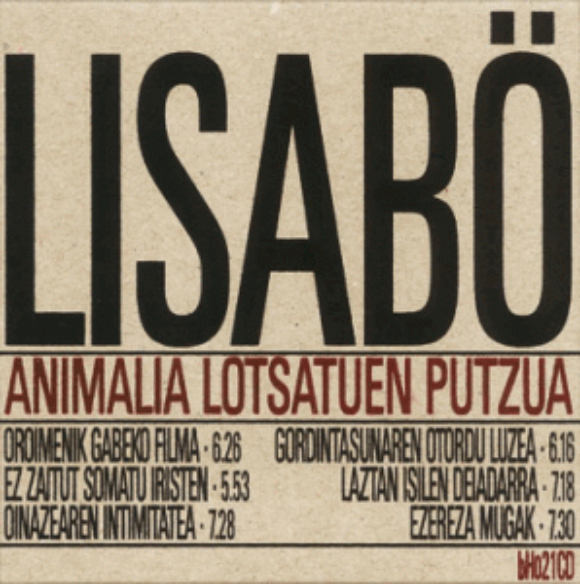 LISABÖ
ANIMALIA LOTSATUEN PUTZUA
OROIMENIK GABEKO FILMA · 6.26
EZ ZAITUT SOMATU IRISTEN · 5.53
OINAZEAREN INTIMITATEA · 7.28
GORDINTASUNAREN OTORDU LUZEA · 6.16
LAZTAN ISILEN DEIADARRA · 7.18
EZEREZA MUGAK · 7.30
bHo21CD